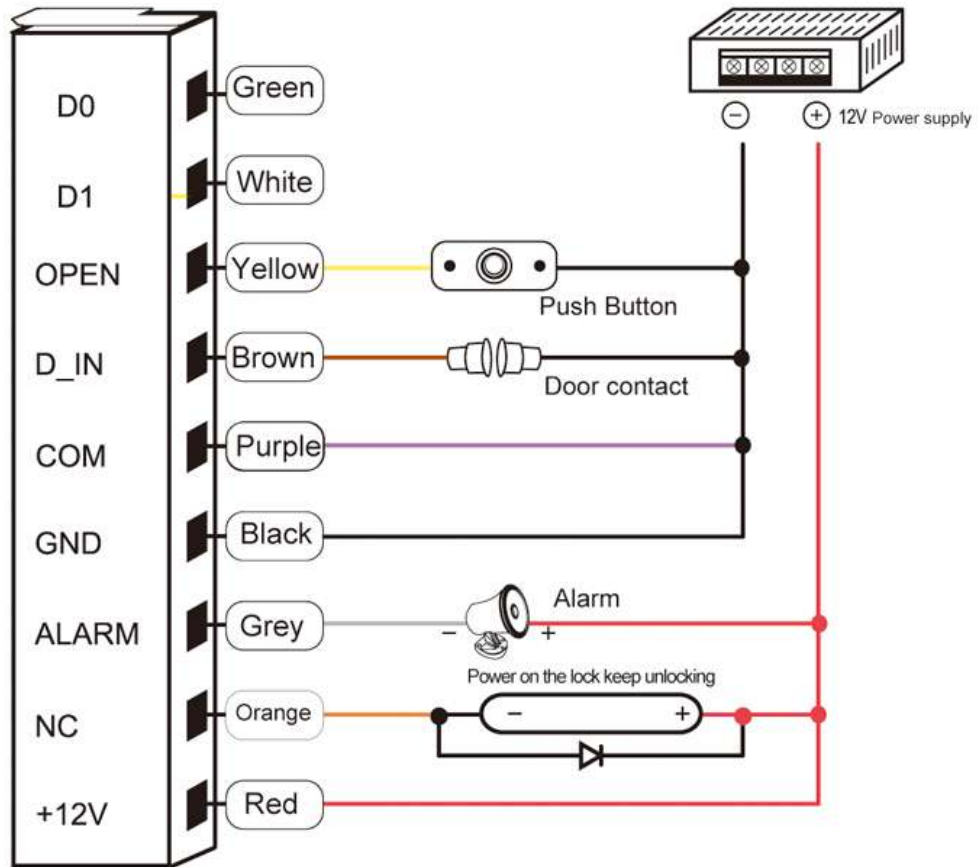 D0 Green
12V Power supply
D1 White
OPEN Yellow
Push Button
D_IN Brown
Door contact
COM Purple
GND Black
ALARM Grey
Alarm
− +
Power on the lock keep unlocking
NC Orange
− +
+12V Red